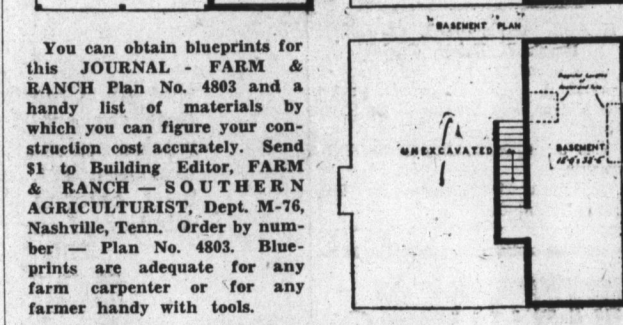 You can obtain blueprints for
this JOURNAL - FARM &
RANCH Plan No. 4803 and a
handy list of materials by
which you can figure your con-
struction cost accurately. Send
$1 to Building Editor, FARM
& RANCH — SOUTHERN
AGRICULTURIST, Dept. M-76,
Nashville, Tenn. Order by num-
ber — Plan No. 4803. Blue-
prints are adequate for any
farm carpenter or for any
farmer handy with tools.
BASEMENT PLAN
UNEXCAVATED
BASEMENT